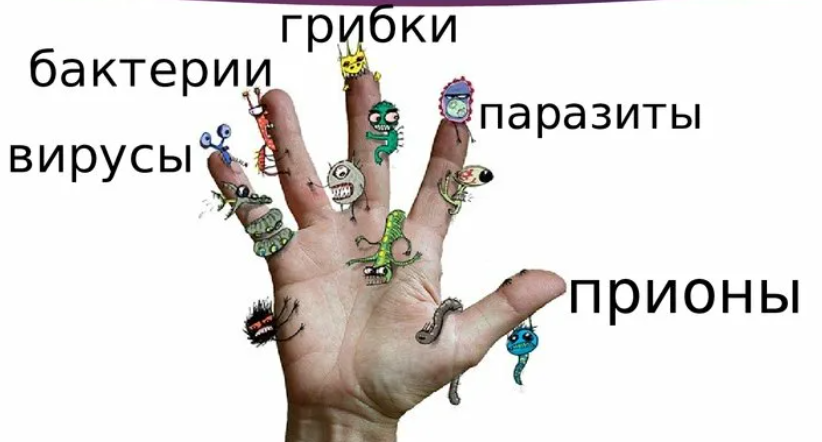 грибки
бактерии
паразиты
вирусы
прионы